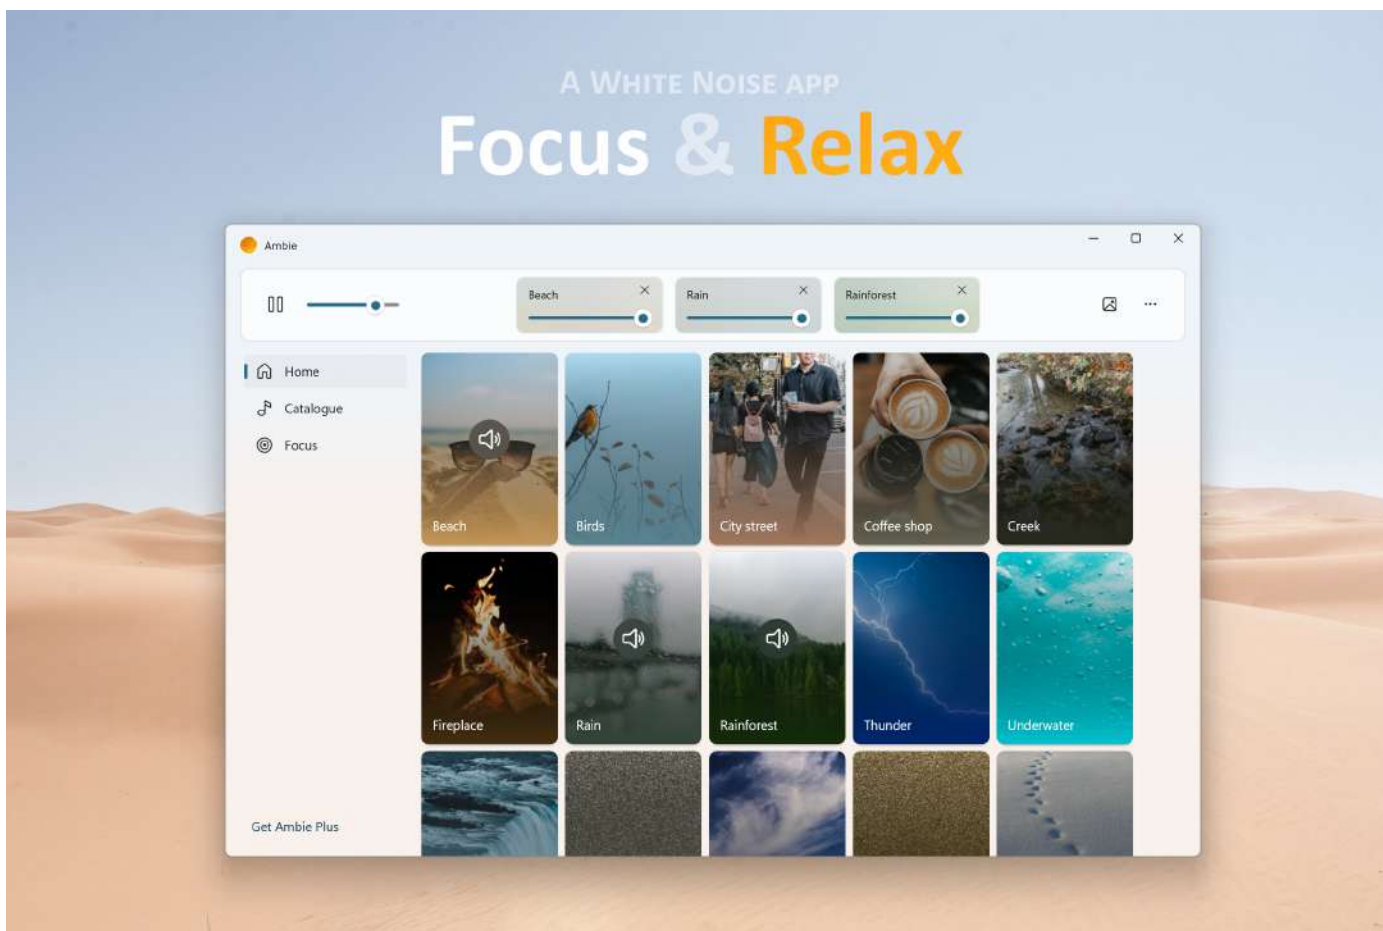 A White Noise app
Focus & Relax
Ambie
Beach
Rain
Rainforest
Home
Catalogue
Focus
Get Ambie Plus
Beach
Birds
City street
Coffee shop
Creek
Fireplace
Rain
Rainforest
Thunder
Underwater